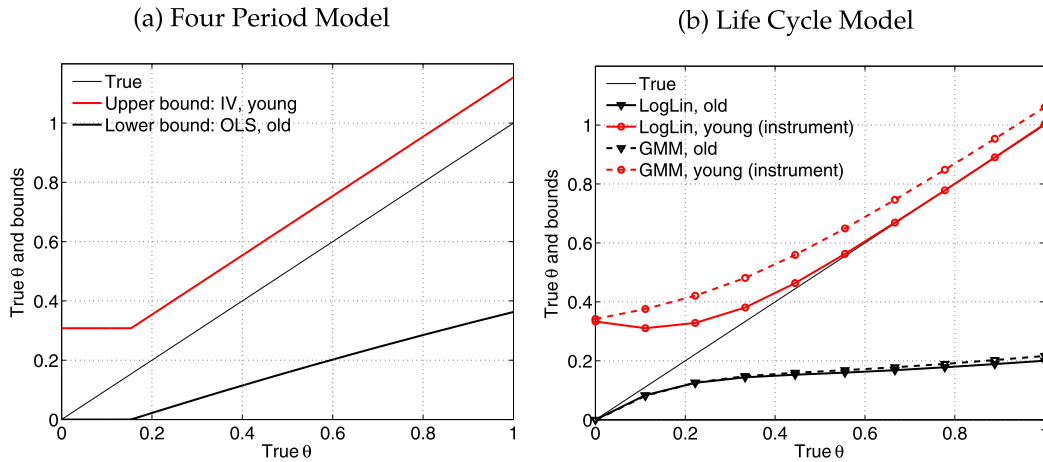 (a) Four Period Model
True
Upper bound: IV, young
Lower bound: OLS, old
True θ and bounds
1
0.8
0.6
0.4
0.2
0
0 0.2 0.4 0.6 0.8 1
True θ
(b) Life Cycle Model
True
LogLin, old
LogLin, young (instrument)
GMM, old
GMM, young (instrument)
True θ and bounds
1
0.8
0.6
0.4
0.2
0
0 0.2 0.4 0.6 0.8 1
True θ